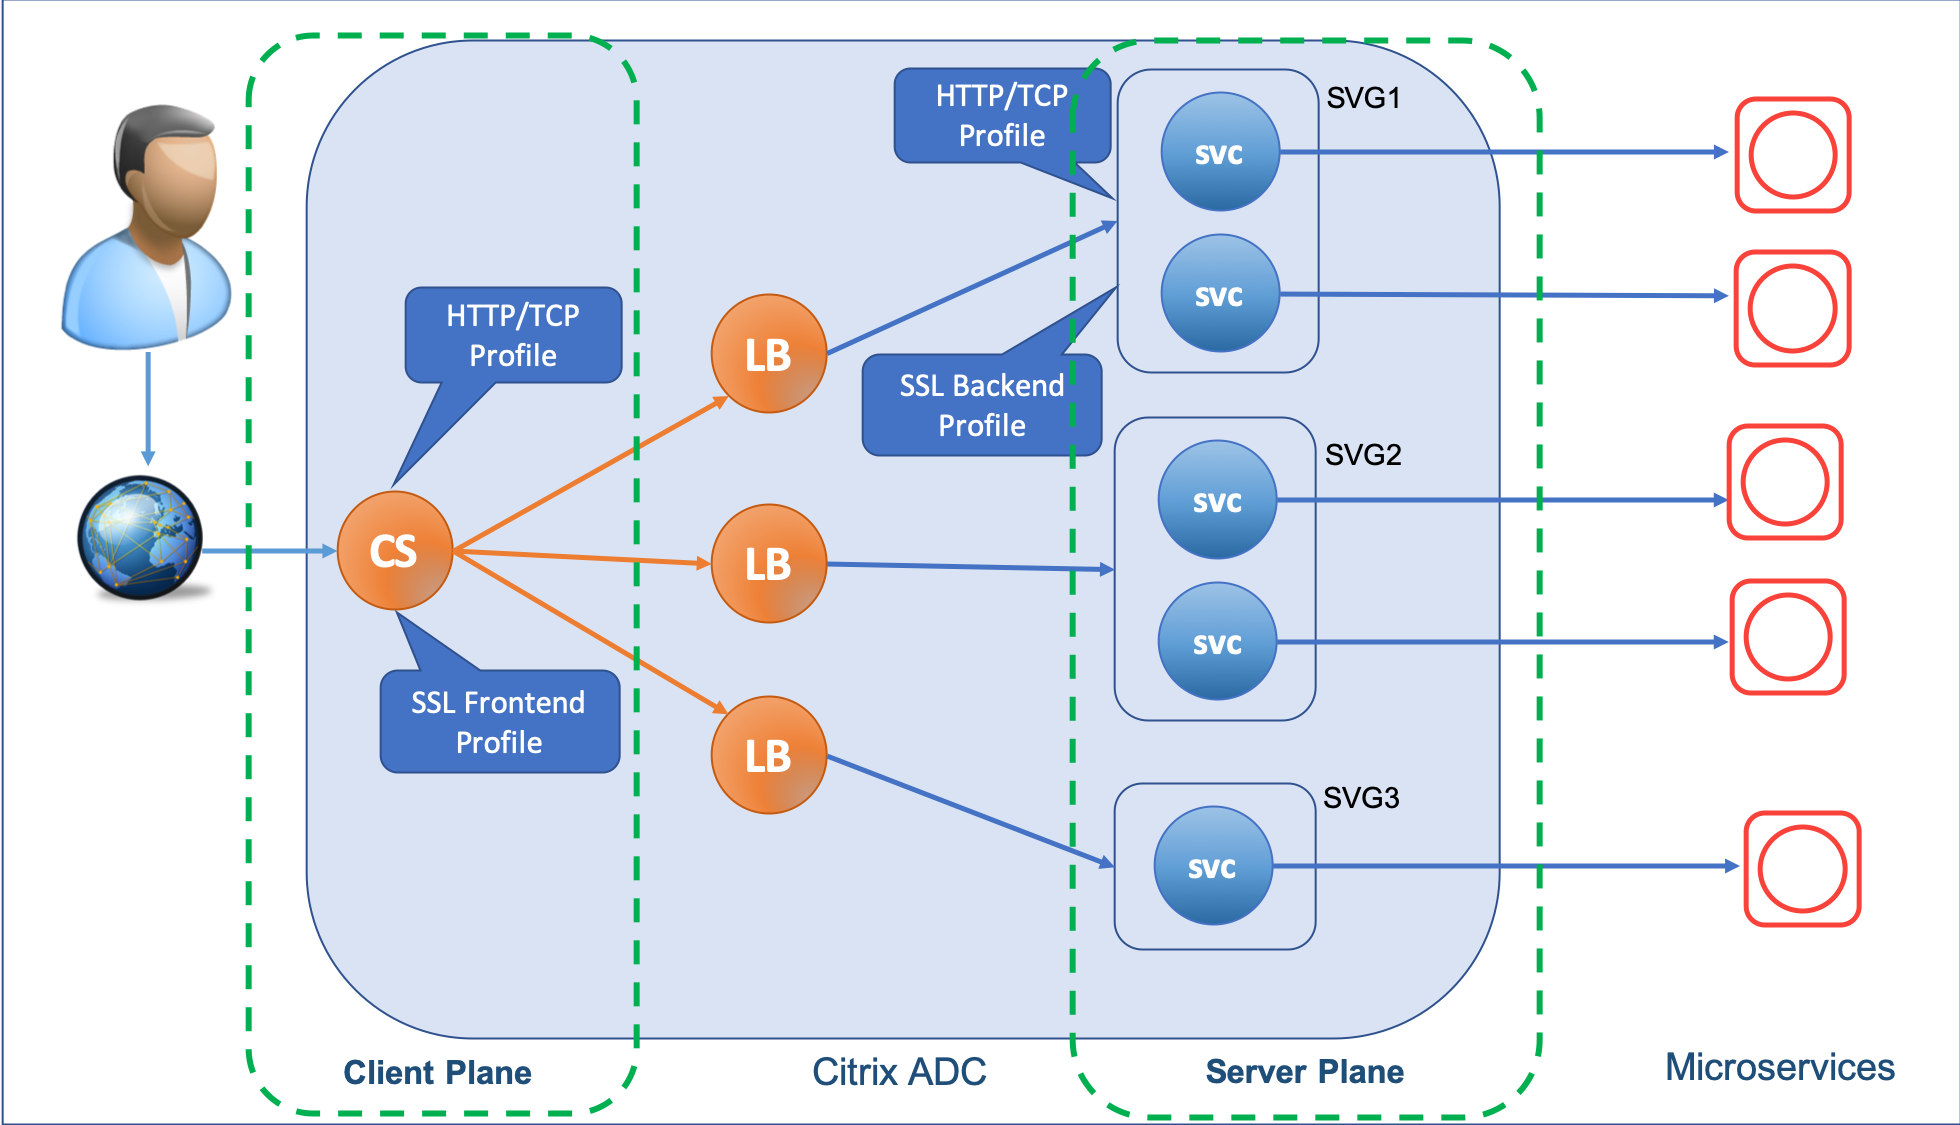 HTTP/TCP
Profile
SVG1
svc
svc
HTTP/TCP
Profile
LB
SSL Backend
Profile
SVG2
svc
CS
LB
svc
SSL Frontend
Profile
LB
SVG3
svc
Client Plane
Citrix ADC
Server Plane
Microservices